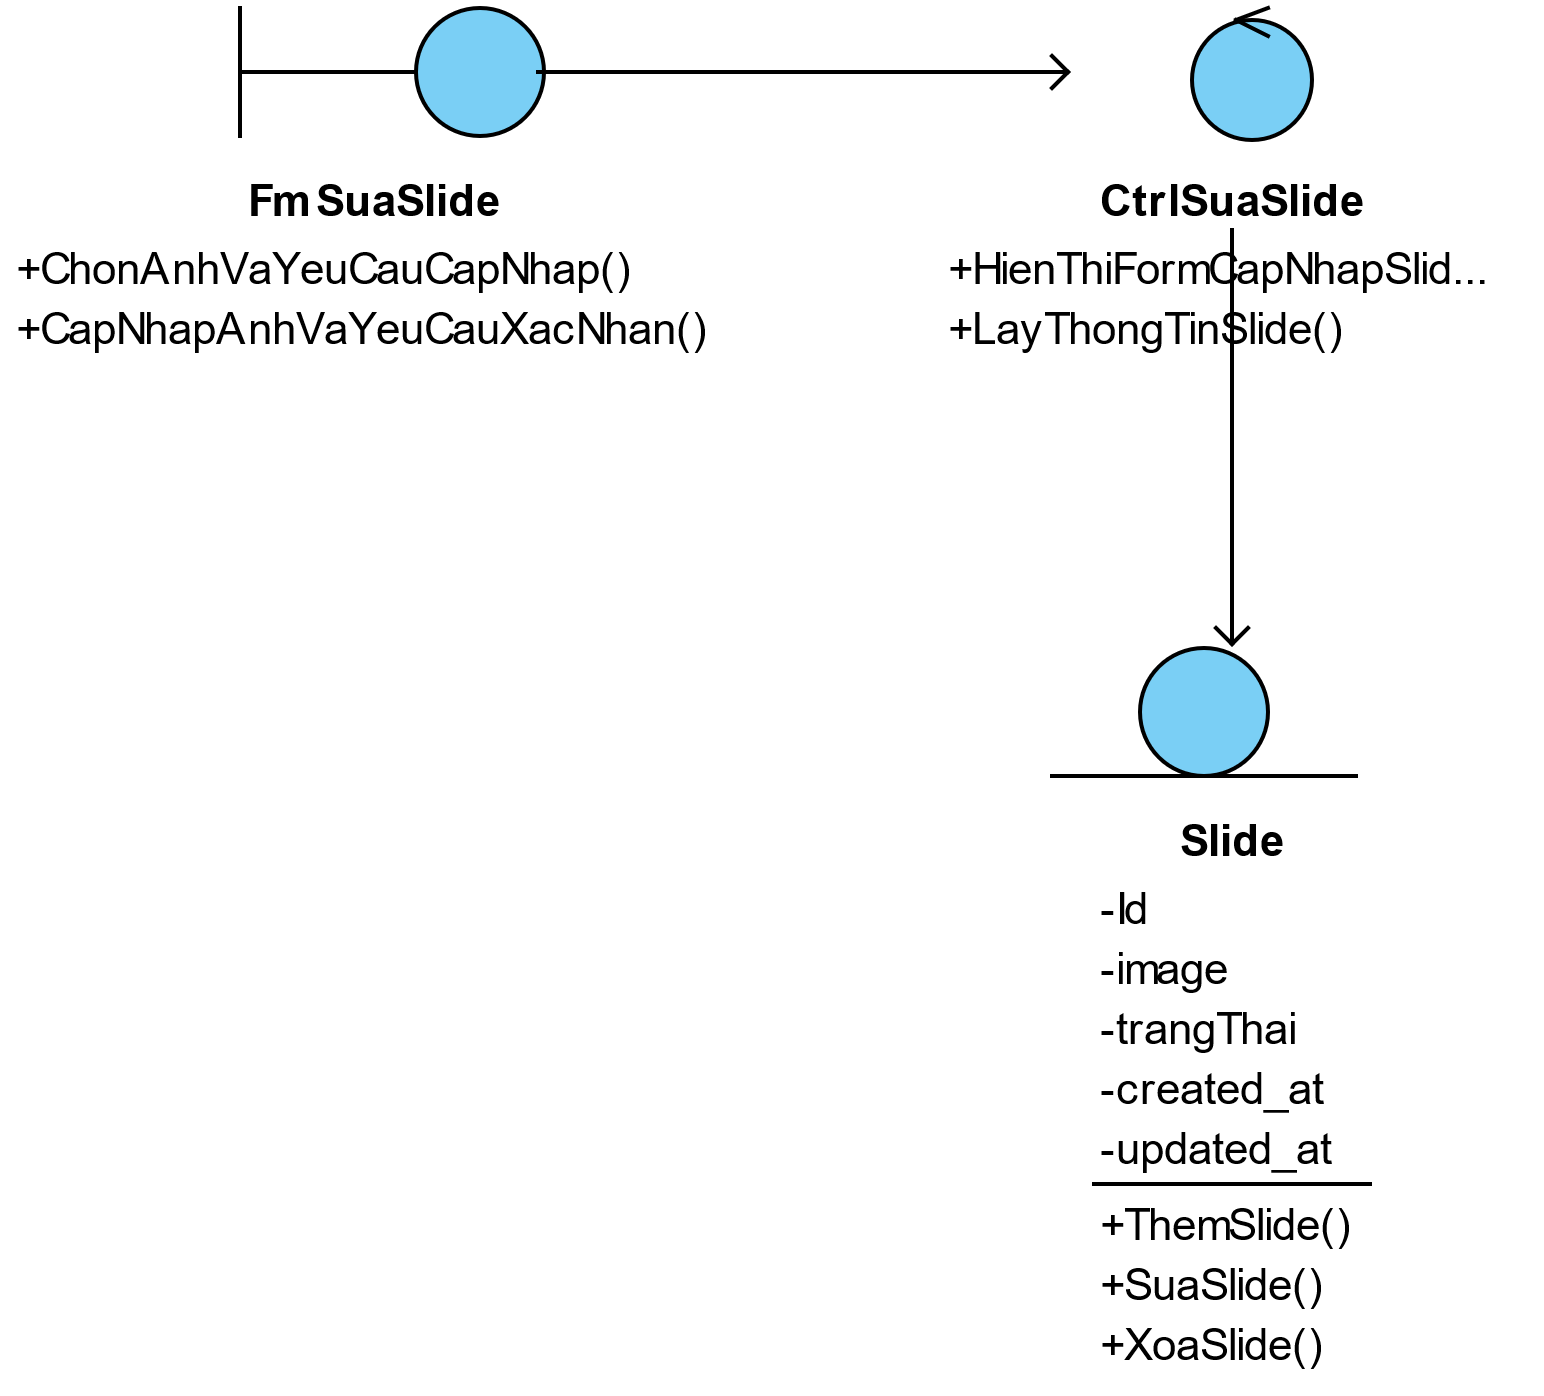 FmSuaSlide
+ChonAnhVaYeuCauCapNhap()
+CapNhapAnhVaYeuCauXacNhan()
CtrlSuaSlide
+HienThiFormCapNhapSlid...
+LayThongTinSlide()
Slide
-Id
-image
-trangThai
-created_at
-updated_at
+ThemSlide()
+SuaSlide()
+XoaSlide()